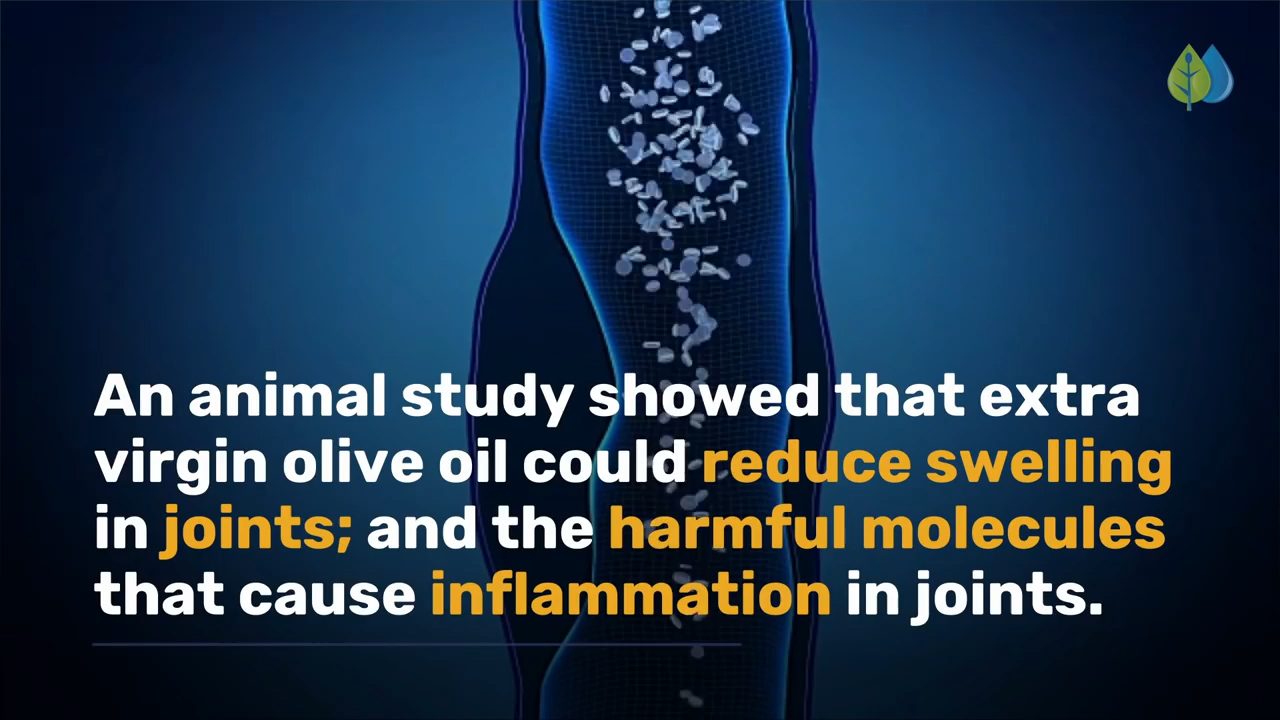 An animal study showed that extra
virgin olive oil could reduce swelling
in joints; and the harmful molecules
that cause inflammation in joints.